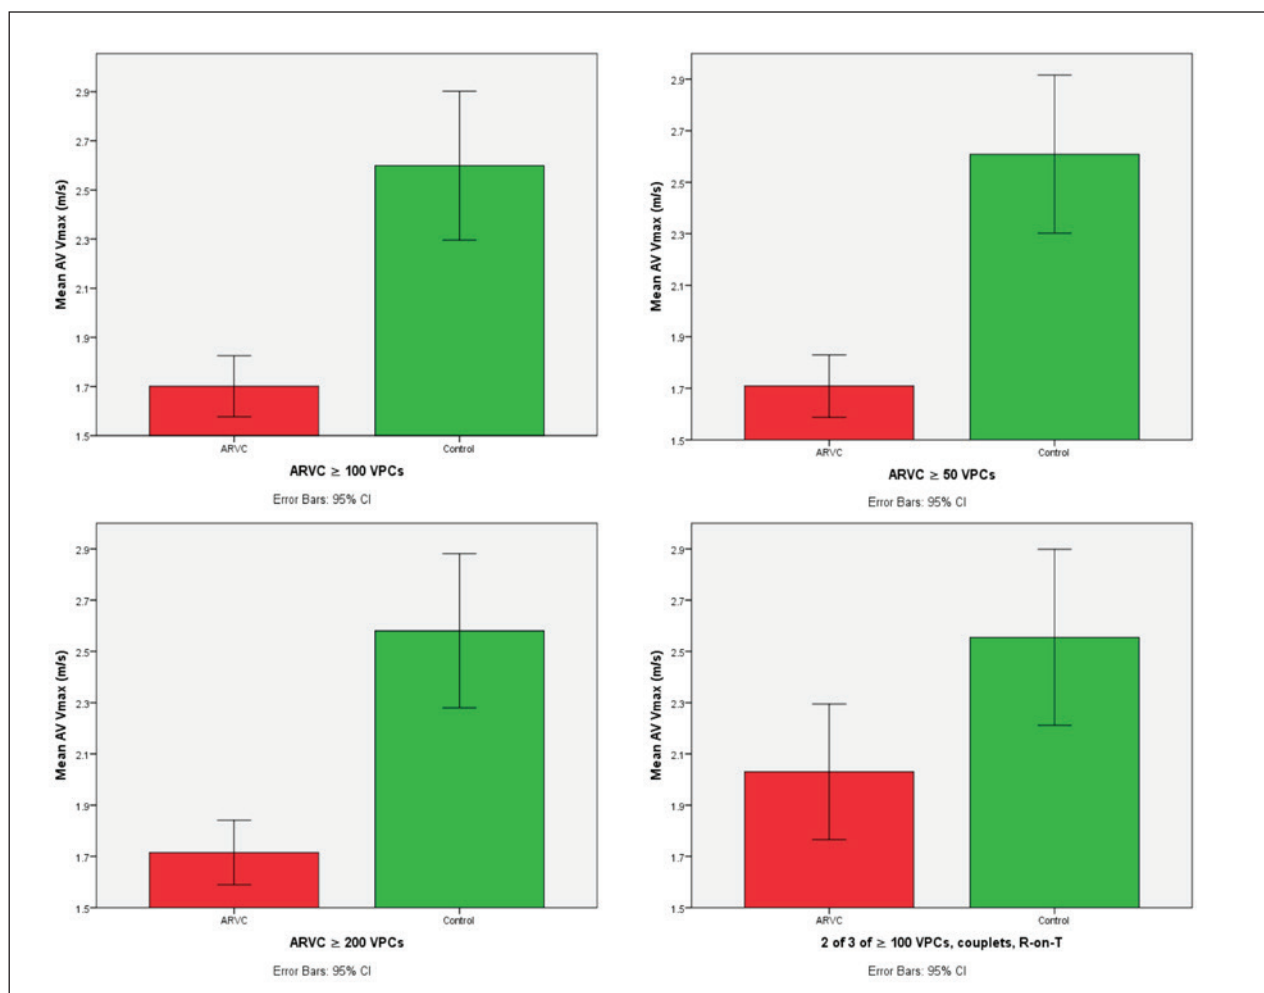 2.9
2.7
2.5
2.3
2.1
1.9
1.7
1.5
Mean AV Vmax (m/s)
ARVC Control
ARVC ≥ 100 VPCs
Error Bars: 95% CI
2.9
2.7
2.5
2.3
2.1
1.9
1.7
1.5
Mean AV Vmax (m/s)
ARVC Control
ARVC ≥ 50 VPCs
Error Bars: 95% CI
2.9
2.7
2.5
2.3
2.1
1.9
1.7
1.5
Mean AV Vmax (m/s)
ARVC Control
ARVC ≥ 200 VPCs
Error Bars: 95% CI
2.9
2.7
2.5
2.3
2.1
1.9
1.7
1.5
Mean AV Vmax (m/s)
ARVC Control
2 of 3 of ≥ 100 VPCs, couplets, R-on-T
Error Bars: 95% CI